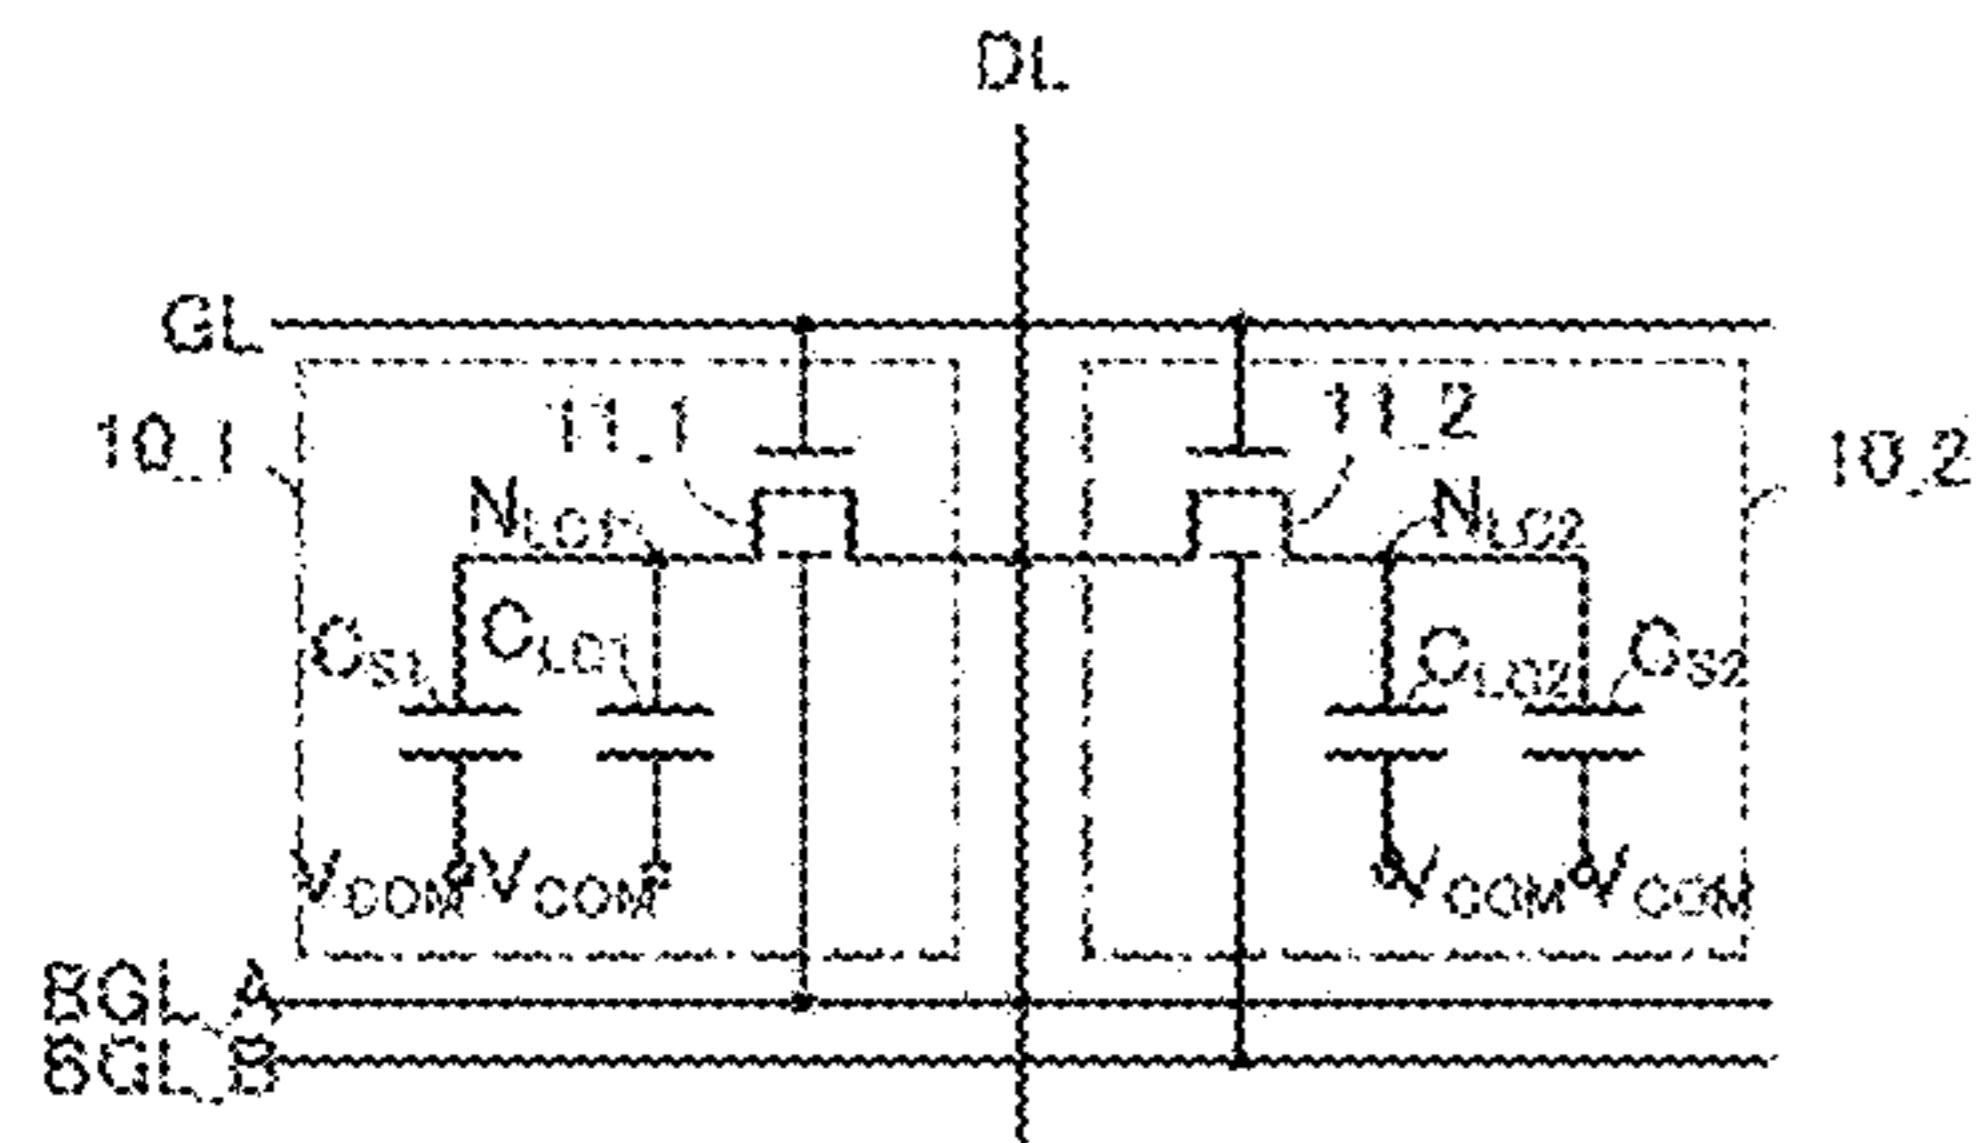 DL
GL
10_1
11_1
11_2
10_2
NLC1
NLC2
CS1
CLC1
CLC2
CS2
VCOM
VCOM
VCOM
VCOM
BGL_A
BGL_B